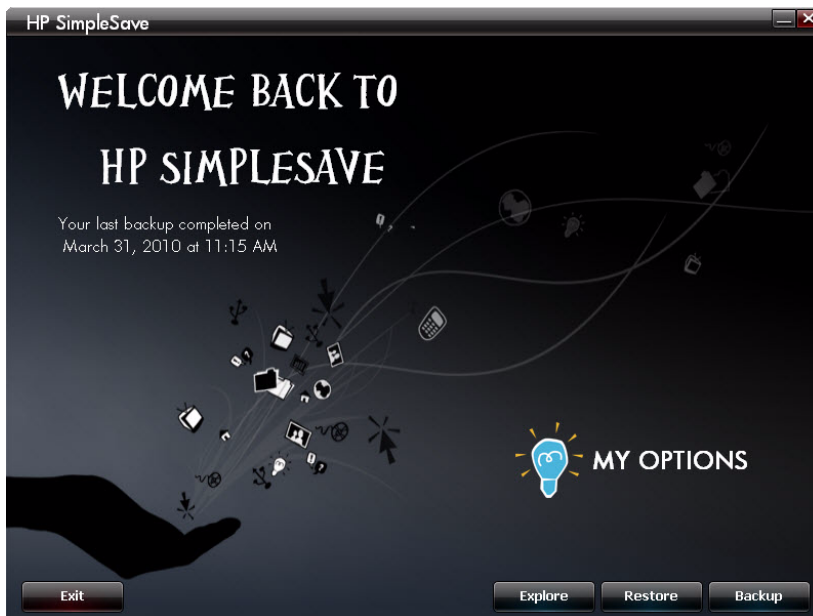 HP SimpleSave
WELCOME BACK TO
HP SIMPLESAVE
Your last backup completed on
March 31, 2010 at 11:15 AM
MY OPTIONS
Exit
Explore
Restore
Backup